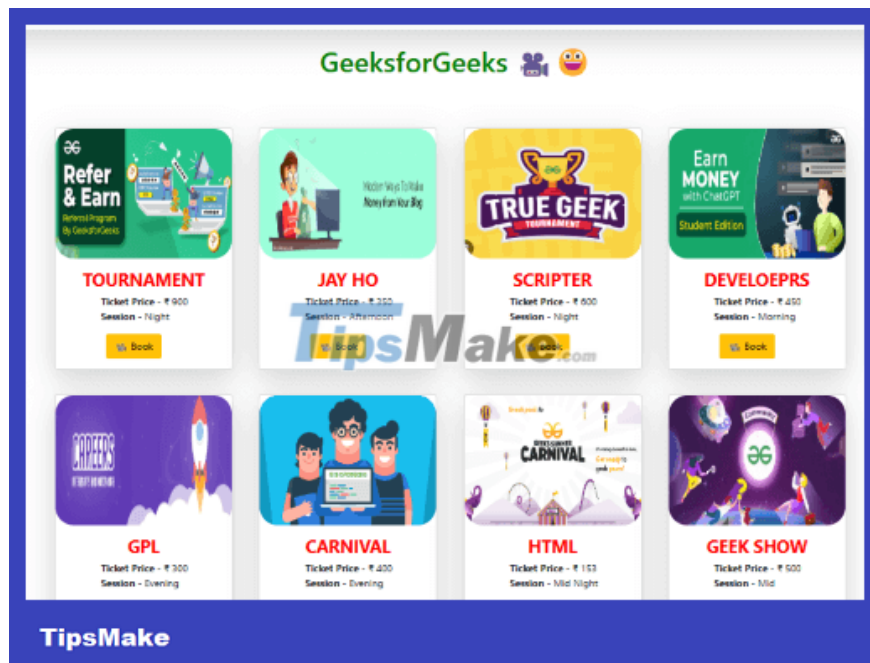 GeeksforGeeks
Refer
& Earn
Referral Program
By GeeksforGeeks
Modern Ways To Make
Money from Your Blog
TRUE GEEK
TOURNAMENT
Earn
MONEY
with ChatGPT
Student Edition
TOURNAMENT
JAY HO
SCRIPTER
DEVELOEPRS
Ticket Price - ₹ 900
Ticket Price - ₹ 350
Ticket Price - ₹ 600
Ticket Price - ₹ 450
Session - Night
Session - Afternoon
Session - Night
Session - Morning
Book
Book
Book
Book
TipsMake.com
CAREERS
CARNIVAL
GPL
CARNIVAL
HTML
GEEK SHOW
Ticket Price - ₹ 300
Ticket Price - ₹ 400
Ticket Price - ₹ 153
Ticket Price - ₹ 500
Session - Evening
Session - Evening
Session - Mid Night
Session - Mid
TipsMake